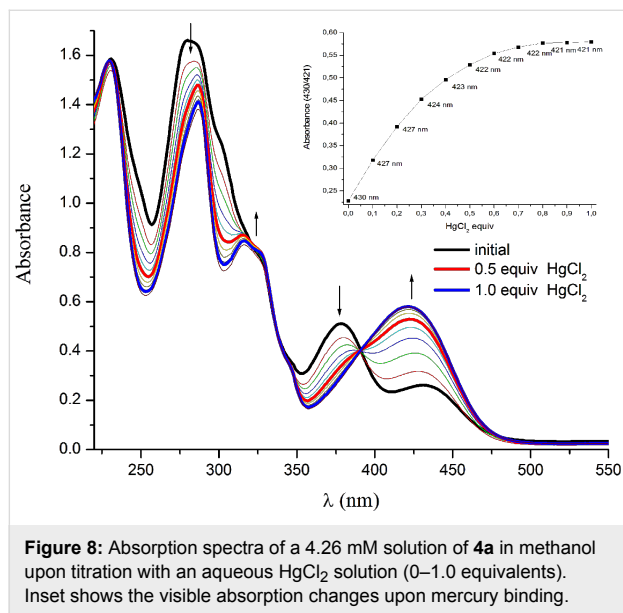 1.6
1.4
1.2
1.0
0.8
0.6
0.4
0.2
0.0
Absorbance
250 300 350 400 450 500 550
λ (nm)
0,60
0,55
0,50
0,45
0,40
0,35
0,30
0,25
Absorbance (430/421)
430 nm
427 nm
427 nm
424 nm
423 nm
422 nm
422 nm
422 nm
422 nm
421 nm
421 nm
0,0 0,1 0,2 0,3 0,4 0,5 0,6 0,7 0,8 0,9 1,0
HgCl2 equiv
initial
0.5 equiv HgCl2
1.0 equiv HgCl2
Figure 8: Absorption spectra of a 4.26 mM solution of 4a in methanol
upon titration with an aqueous HgCl2 solution (0–1.0 equivalents).
Inset shows the visible absorption changes upon mercury binding.